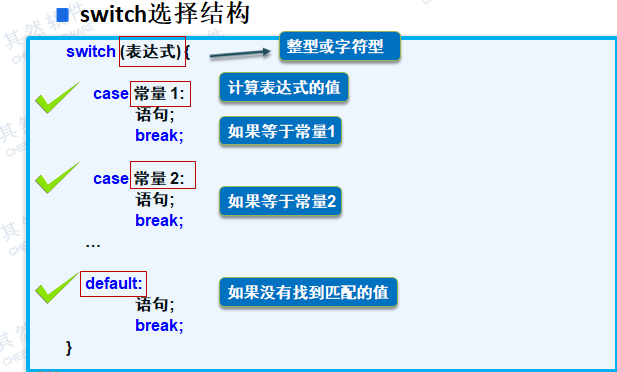 switch选择结构
switch (表达式) {
整型或字符型
计算表达式的值
case 常量 1:
语句;
break;
如果等于常量1
case 常量 2:
语句;
break;
如果等于常量2
…
default:
语句;
break;
如果没有找到匹配的值
}